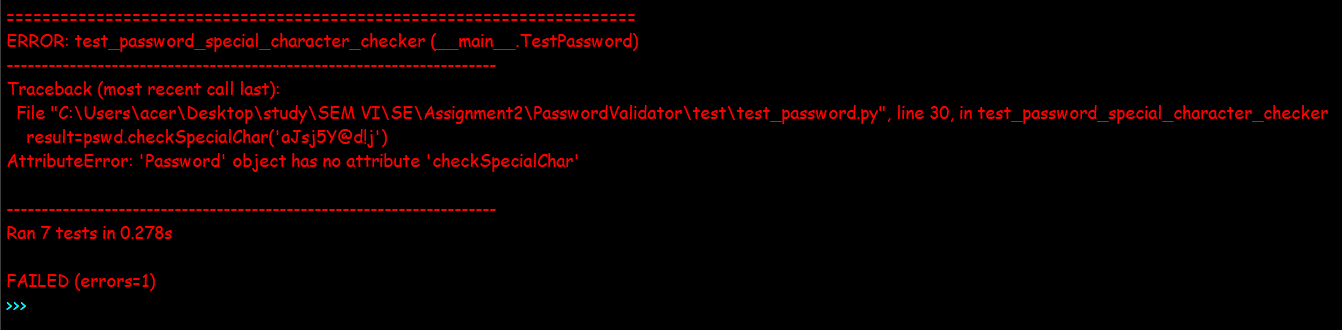 ======================================================================
ERROR: test_password_special_character_checker (__main__.TestPassword)
----------------------------------------------------------------------
Traceback (most recent call last):
  File "C:\Users\acer\Desktop\study\SEM VI\SE\Assignment2\PasswordValidator\test\test_password.py", line 30, in test_password_special_character_checker
    result=pswd.checkSpecialChar('aJsj5Y@d!j')
AttributeError: 'Password' object has no attribute 'checkSpecialChar'
----------------------------------------------------------------------
Ran 7 tests in 0.278s
FAILED (errors=1)
>>>